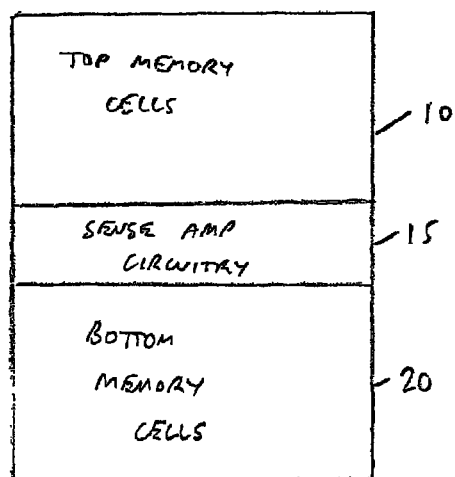 TOP MEMORY
CELLS
10
SENSE AMP
CIRCUITRY
15
BOTTOM
MEMORY
CELLS
20